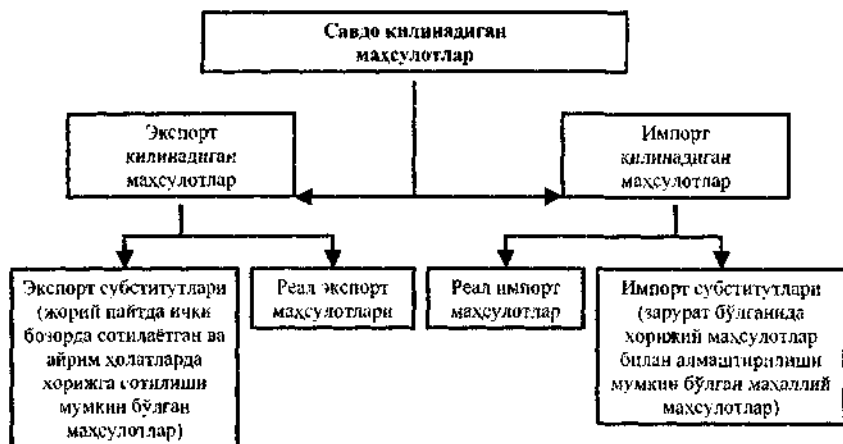 Савдо қилинадиган
маҳсулотлар
Экспорт
қилинадиган
маҳсулотлар
Импорт
қилинадиган
маҳсулотлар
Экспорт субститутлари
(жорий пайтда ички
бозорда сотилаётган ва
айрим ҳолатларда
хорижга сотилиши
мумкин бўлган
маҳсулотлар)
Реал экспорт
маҳсулотлари
Реал импорт
маҳсулотлар
Импорт субститутлари
(зарурат бўлганида
хорижий маҳсулотлар
билан алмаштирилиши
мумкин бўлган маҳаллий
маҳсулотлар)